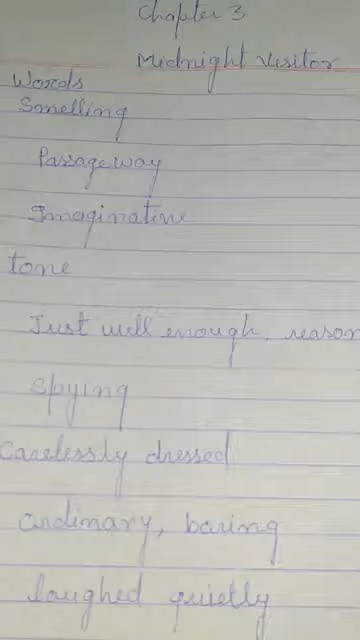 Chapter 3
Midnight Visitor
Words
Smelling
Passageway
Imaginative
tone
Just well enough, reason
spying
Carelessly dressed
ordinary, boring
laughed quietly